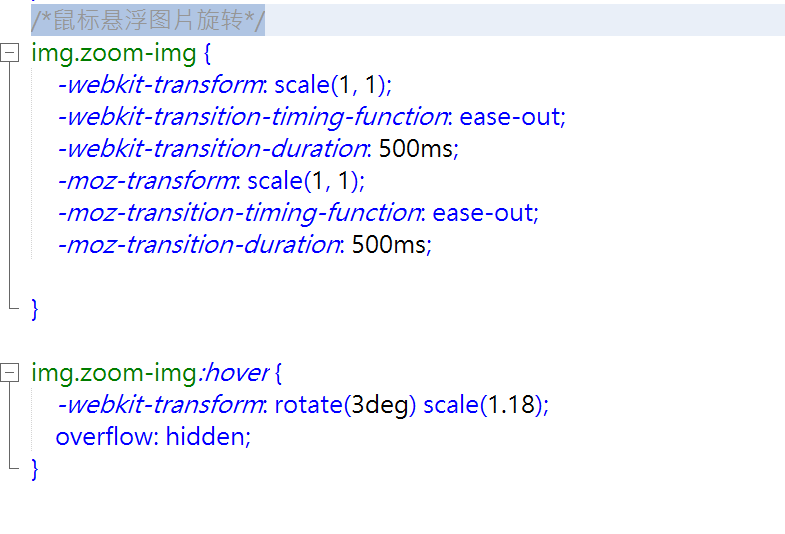 /*鼠标悬浮图片旋转*/
img.zoom-img {
-webkit-transform: scale(1, 1);
-webkit-transition-timing-function: ease-out;
-webkit-transition-duration: 500ms;
-moz-transform: scale(1, 1);
-moz-transition-timing-function: ease-out;
-moz-transition-duration: 500ms;
}
img.zoom-img:hover {
-webkit-transform: rotate(3deg) scale(1.18);
overflow: hidden;
}